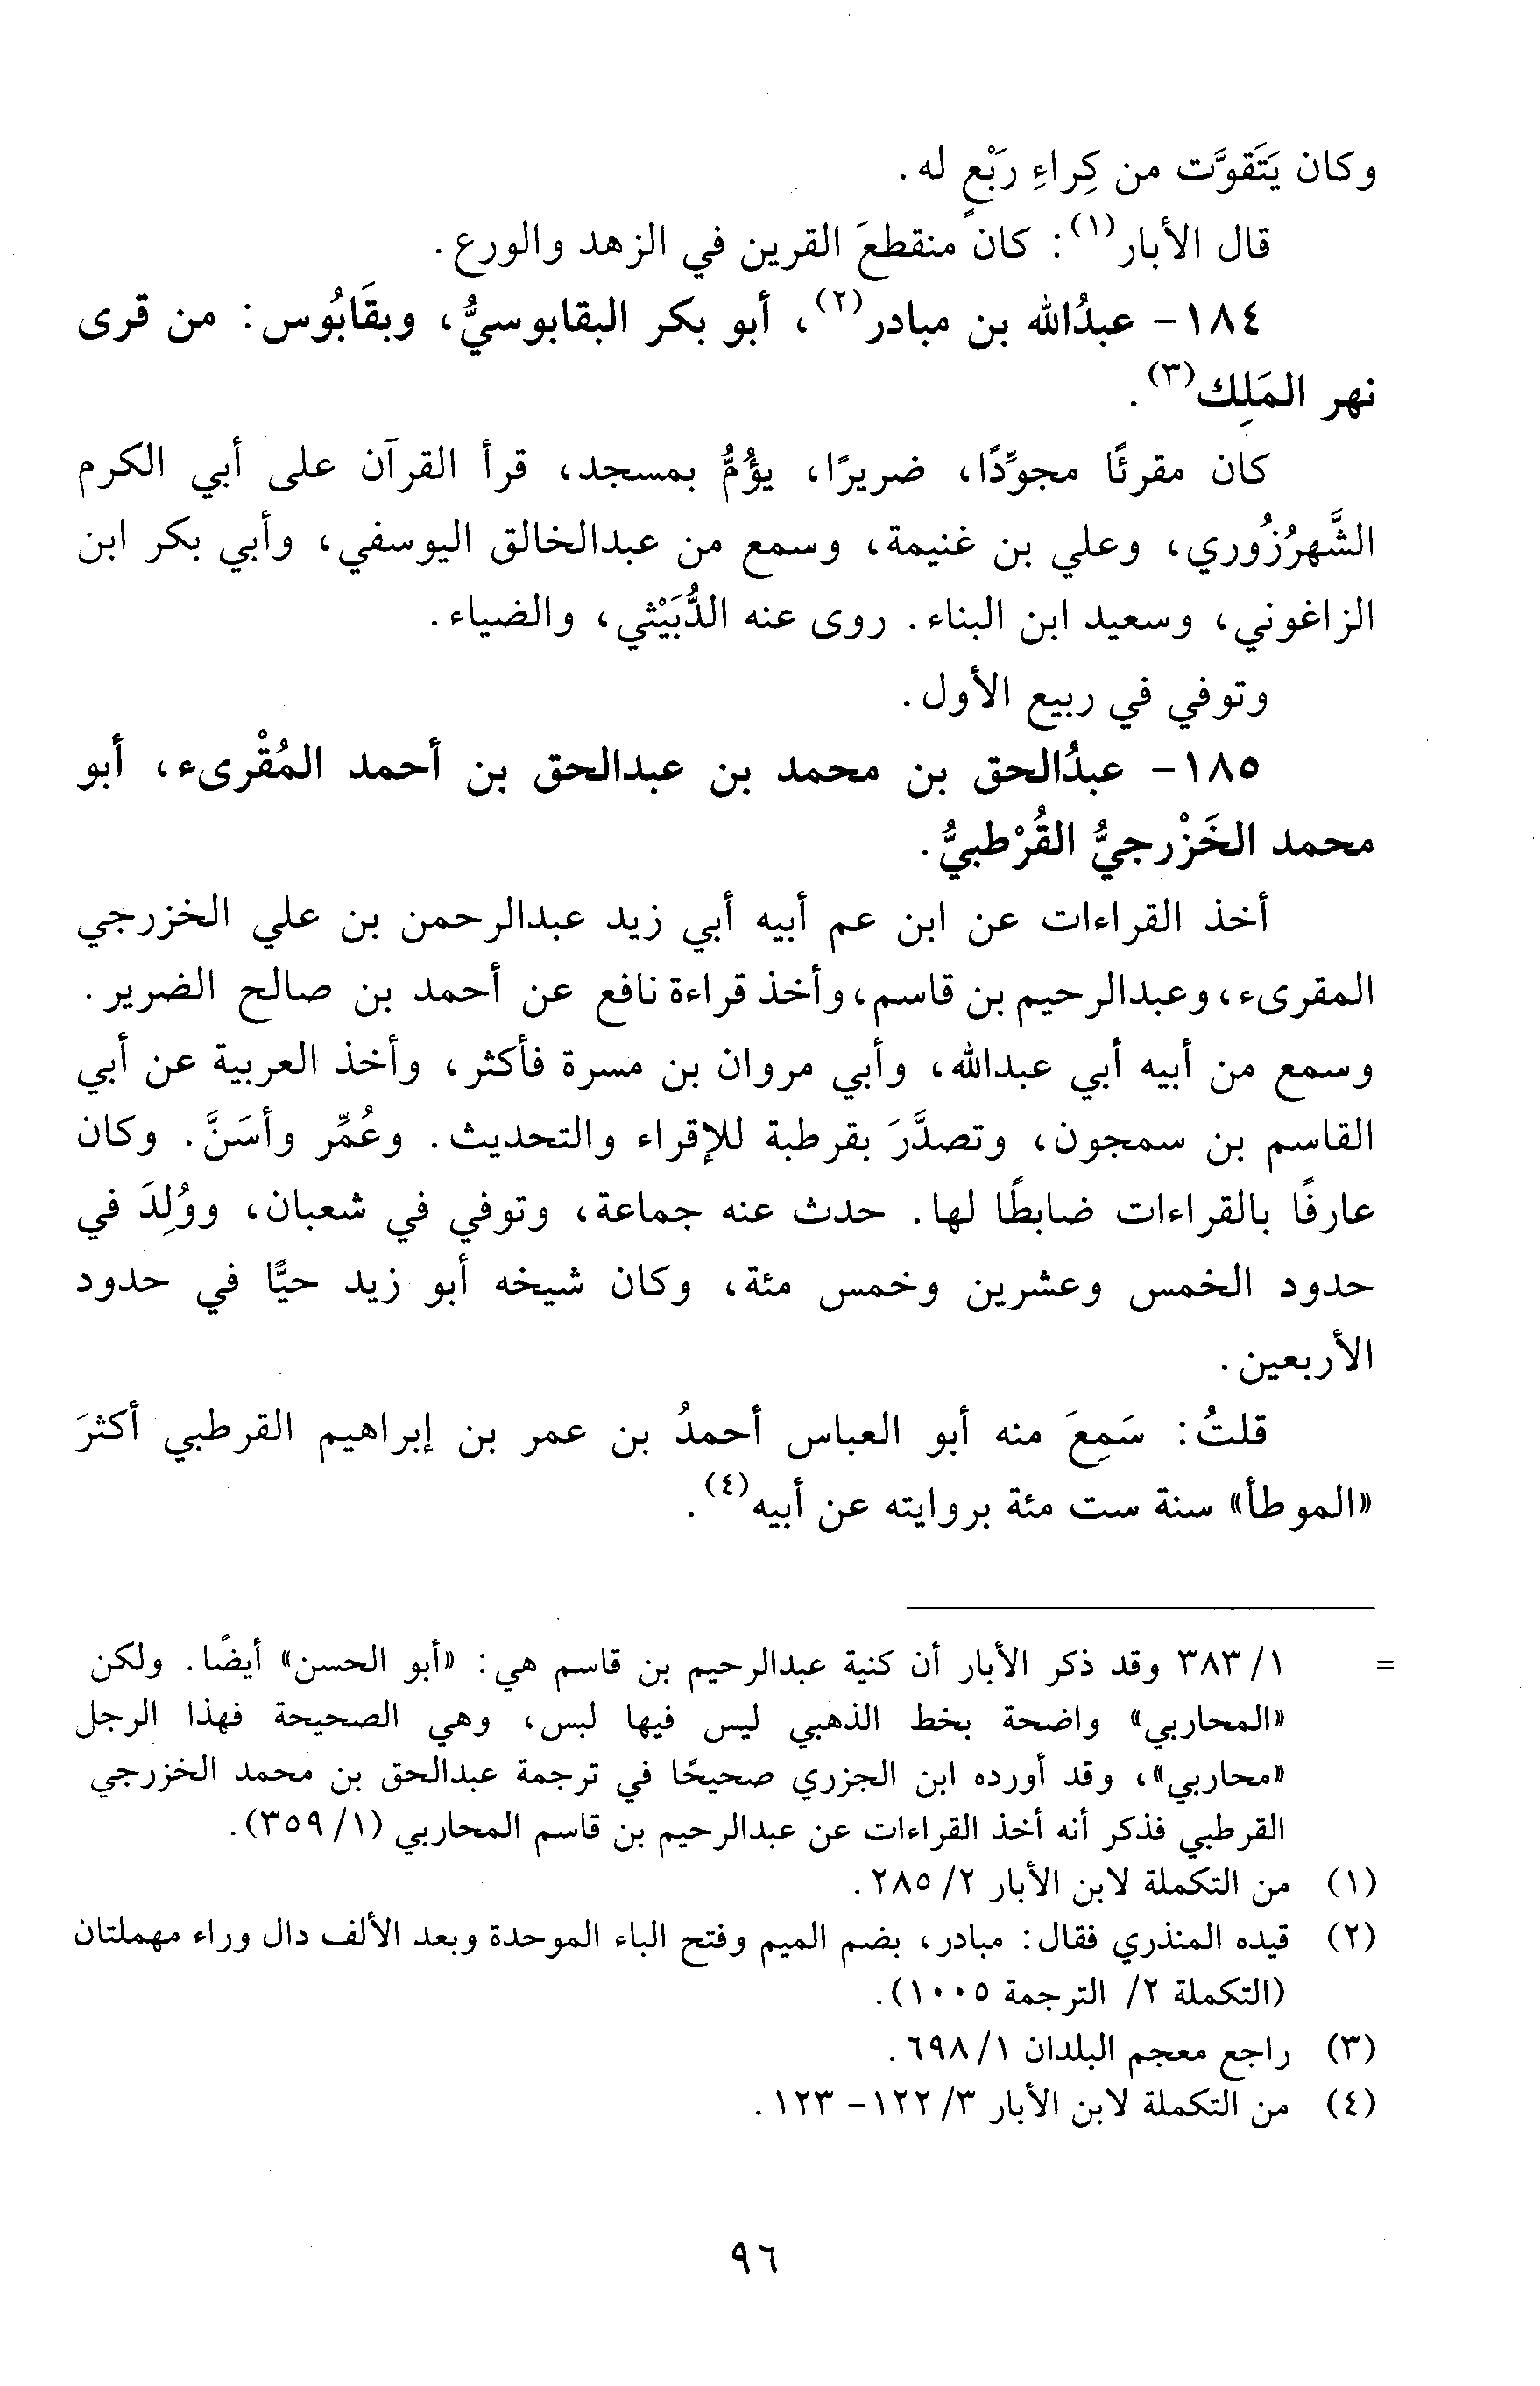 وكان يَتَقوَّت من كِراءِ رَبْعٍ له.
قال الأبار(١): كان منقطعَ القرين في الزهد والورع.
١٨٤- عبدُالله بن مبادر(٢)، أبو بكر البقابوسيُّ، وبقَابُوس: من قرى
نهر المَلِك(٣).
كان مقرئًا مجوِّدًا، ضريرًا، يؤُمُّ بمسجد، قرأ القرآن على أبي الكرم
الشَّهرُزُوري، وعلي بن غنيمة، وسمع من عبدالخالق اليوسفي، وأبي بكر ابن
الزاغوني، وسعيد ابن البناء. روى عنه الدُّبَيْثي، والضياء.
وتوفي في ربيع الأول.
١٨٥- عبدُالحق بن محمد بن عبدالحق بن أحمد المُقْرىء، أبو
محمد الخَزْرجيُّ القُرْطبيُّ.
أخذ القراءات عن ابن عم أبيه أبي زيد عبدالرحمن بن علي الخزرجي
المقرىء، وعبدالرحيم بن قاسم، وأخذ قراءة نافع عن أحمد بن صالح الضرير.
وسمع من أبيه أبي عبدالله، وأبي مروان بن مسرة فأكثر، وأخذ العربية عن أبي
القاسم بن سمجون، وتصدَّرَ بقرطبة للإقراء والتحديث. وعُمِّر وأسَنَّ. وكان
عارفًا بالقراءات ضابطًا لها. حدث عنه جماعة، وتوفي في شعبان، ووُلِدَ في
حدود الخمس وعشرين وخمس مئة، وكان شيخه أبو زيد حيًّا في حدود
الأربعين.
قلتُ: سَمِعَ منه أبو العباس أحمدُ بن عمر بن إبراهيم القرطبي أكثرَ
«الموطأ» سنة ست مئة بروايته عن أبيه(٤).
= ١/ ٣٨٣ وقد ذكر الأبار أن كنية عبدالرحيم بن قاسم هي: «أبو الحسن» أيضًا. ولكن
«المحاربي» واضحة بخط الذهبي ليس فيها لبس، وهي الصحيحة فهذا الرجل
«محاربي»، وقد أورده ابن الجزري صحيحًا في ترجمة عبدالحق بن محمد الخزرجي
القرطبي فذكر أنه أخذ القراءات عن عبدالرحيم بن قاسم المحاربي (١/ ٣٥٩).
(١) من التكملة لابن الأبار ٢/ ٢٨٥.
(٢) قيده المنذري فقال: مبادر، بضم الميم وفتح الباء الموحدة وبعد الألف دال وراء مهملتان
(التكملة ٢/ الترجمة ١٠٠٥).
(٣) راجع معجم البلدان ١/ ٦٩٨.
(٤) من التكملة لابن الأبار ٣/ ١٢٢- ١٢٣.
٩٦